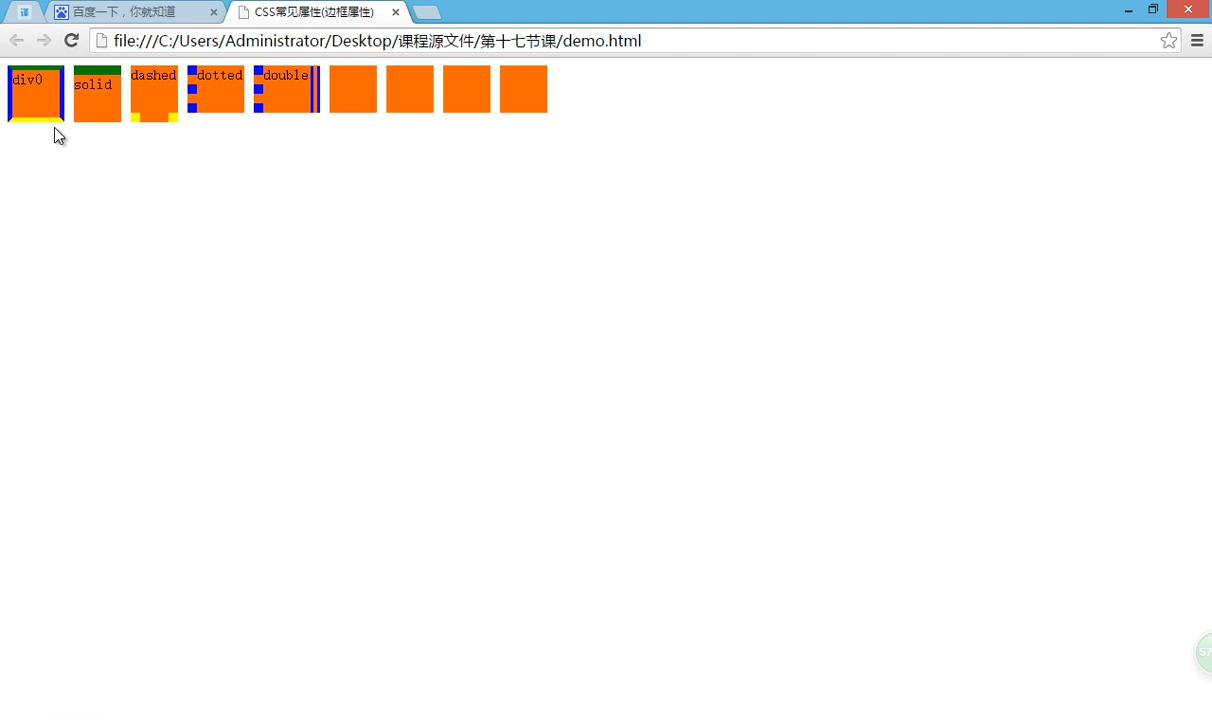 百度一下，你就知道
CSS常见属性(边框属性)
file:///C:/Users/Administrator/Desktop/课程源文件/第十七节课/demo.html
div0 solid dashed dotted double
57